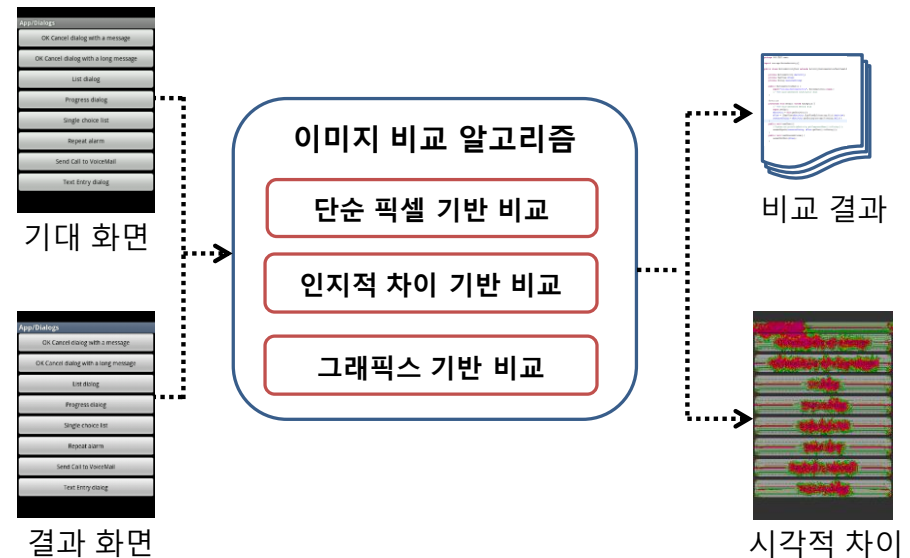 App/Dialogs
OK Cancel dialog with a message
OK Cancel dialog with a long message
List dialog
Progress dialog
Single choice list
Repeat alarm
Send Call to VoiceMail
Text Entry dialog
기대 화면
App/Dialogs
OK Cancel dialog with a message
OK Cancel dialog with a long message
List dialog
Progress dialog
Single choice list
Repeat alarm
Send Call to VoiceMail
Text Entry dialog
결과 화면
이미지 비교 알고리즘
단순 픽셀 기반 비교
인지적 차이 기반 비교
그래픽스 기반 비교
비교 결과
시각적 차이